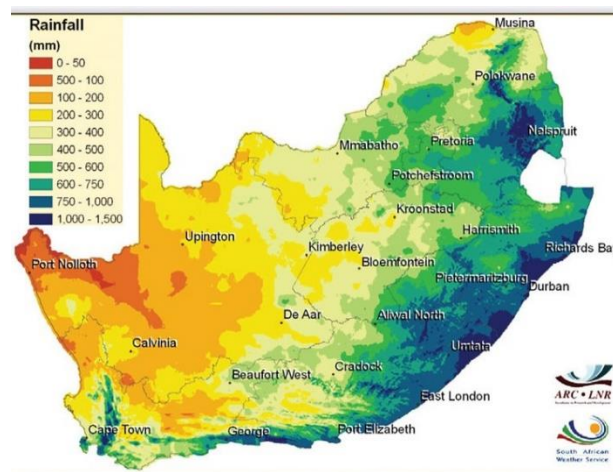 Rainfall
(mm)
0 - 50
500 - 100
100 - 200
200 - 300
300 - 400
400 - 500
500 - 600
600 - 750
750 - 1,000
1,000 - 1,500
Musina
Polokwane
Nelspruit
Mmabatho
Pretoria
Potchefstroom
Kroonstad
Upington
Harrismith
Kimberley
Richards Ba
Port Nolloth
Bloemfontein
Pietermaritzburg
Durban
De Aar
Aliwal North
Calvinia
Umtata
Cradock
Beaufort West
East London
ARC • LNR
Cape Town
George
Port Elizabeth
South African
Weather Service